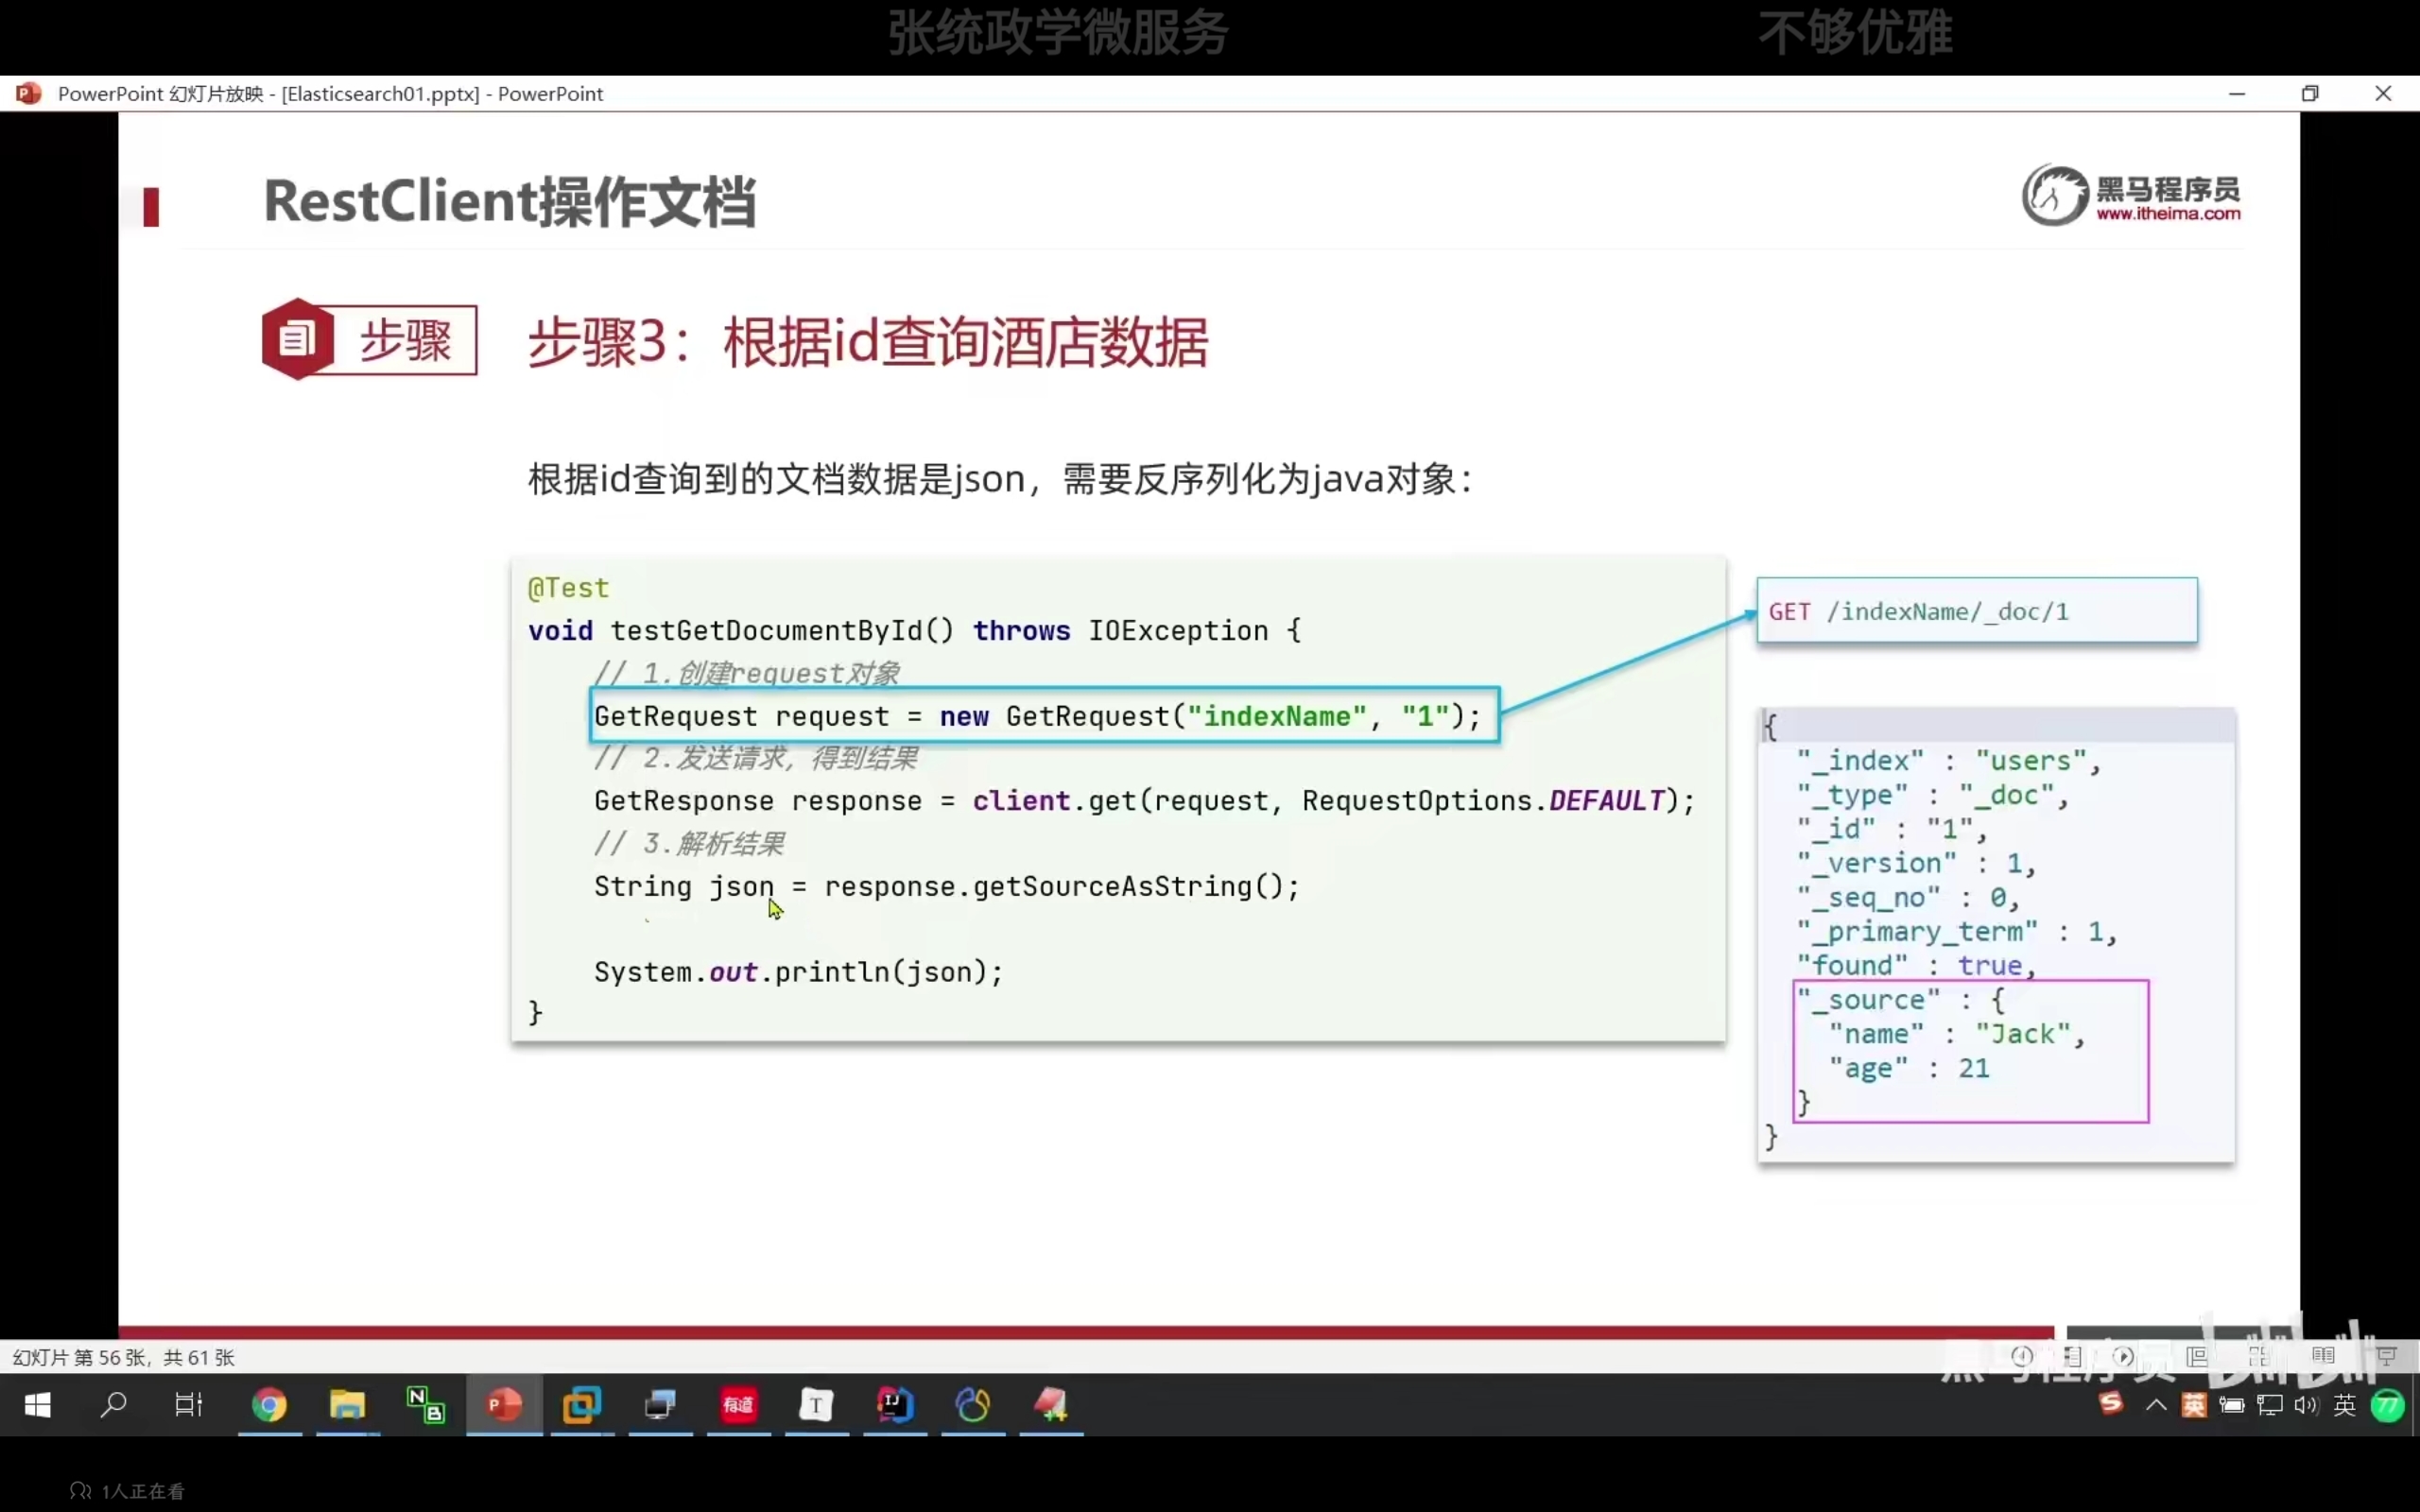 张统政学微服务
不够优雅
PowerPoint 幻灯片放映 - [Elasticsearch01.pptx] - PowerPoint
RestClient操作文档
黑马程序员
www.itheima.com
步骤
步骤3：根据id查询酒店数据
根据id查询到的文档数据是json，需要反序列化为java对象：
@Test
void testGetDocumentById() throws IOException {
// 1.创建request对象
GetRequest request = new GetRequest("indexName", "1");
// 2.发送请求，得到结果
GetResponse response = client.get(request, RequestOptions.DEFAULT);
// 3.解析结果
String json = response.getSourceAsString();
System.out.println(json);
}
GET /indexName/_doc/1
{
"_index" : "users",
"_type" : "_doc",
"_id" : "1",
"_version" : 1,
"_seq_no" : 0,
"_primary_term" : 1,
"found" : true,
"_source" : {
"name" : "Jack",
"age" : 21
}
}
黑马程序员 bilibili
幻灯片 第 56 张，共 61 张
英 英 77
1人正在看